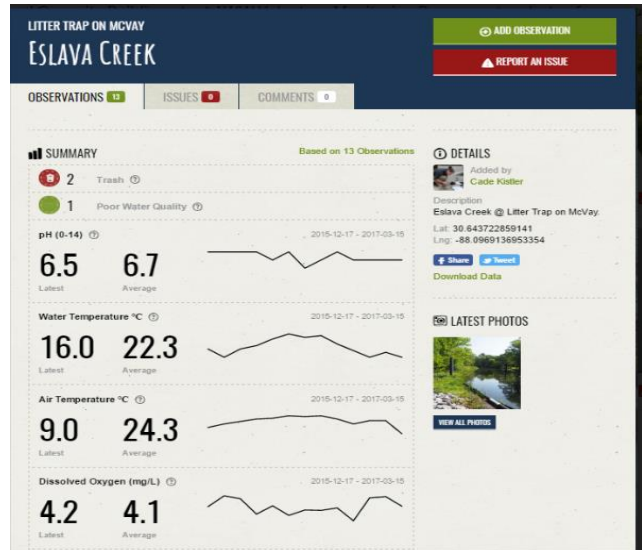 LITTER TRAP ON MCVAY
ESLAVA CREEK
ADD OBSERVATION
REPORT AN ISSUE
OBSERVATIONS 13
ISSUES 0
COMMENTS 0
SUMMARY
Based on 13 Observations
2 Trash ?
1 Poor Water Quality ?
pH (0-14) ? 2015-12-17 - 2017-03-15
6.5 6.7
Latest Average
Water Temperature °C ? 2015-12-17 - 2017-03-15
16.0 22.3
Latest Average
Air Temperature °C ? 2015-12-17 - 2017-03-15
9.0 24.3
Latest Average
Dissolved Oxygen (mg/L) ? 2015-12-17 - 2017-03-15
4.2 4.1
Latest Average
DETAILS
Added by
Cade Kistler
Description
Eslava Creek @ Litter Trap on McVay.
Lat: 30.643722859141
Lng: -88.0969136953354
Share Tweet
Download Data
LATEST PHOTOS
VIEW ALL PHOTOS